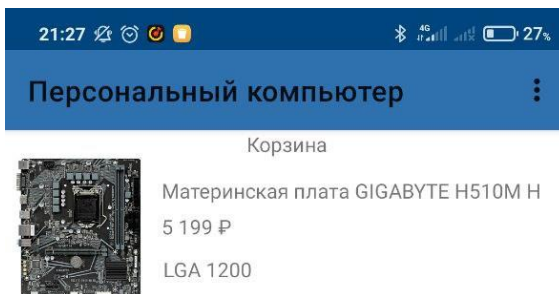 21:27 4G 27%
Персональный компьютер
Корзина
Материнская плата GIGABYTE H510M H
5 199 ₽
LGA 1200